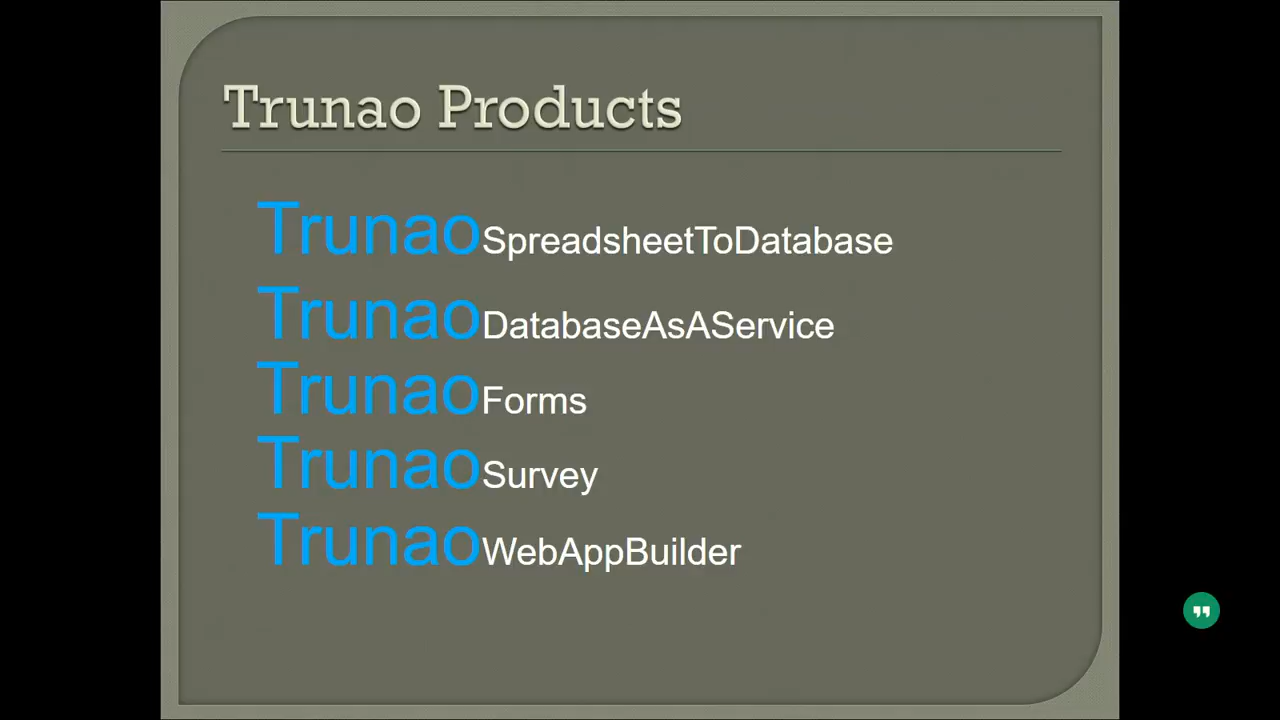 Trunao Products
TrunaoSpreadsheetToDatabase
TrunaoDatabaseAsAService
TrunaoForms
TrunaoSurvey
TrunaoWebAppBuilder